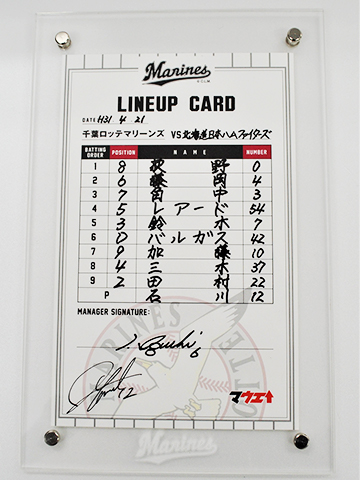 Marines
LINEUP CARD
DATE H31 4 21
千葉ロッテマリーンズ VS 北海道日本ハムファイターズ
BATTING ORDER POSITION NAME NUMBER
1 8 荻野 0
2 6 藤岡 4
3 7 角中 3
4 5 レアード 54
5 3 鈴木 7
6 D バルガス 42
7 9 加藤 10
8 4 三木 37
9 2 田村 22
P 石川 12
MANAGER SIGNATURE:
マウエ↑
Marines